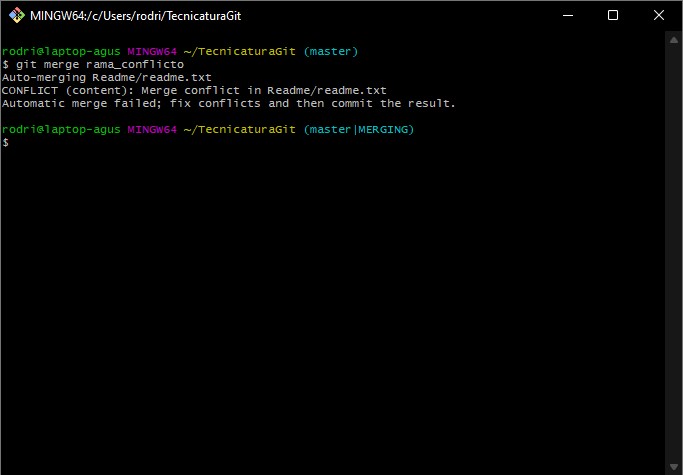 MINGW64:/c/Users/rodri/TecnicaturaGit
rodri@laptop-agus MINGW64 ~/TecnicaturaGit (master)
$ git merge rama_conflicto
Auto-merging Readme/readme.txt
CONFLICT (content): Merge conflict in Readme/readme.txt
Automatic merge failed; fix conflicts and then commit the result.
rodri@laptop-agus MINGW64 ~/TecnicaturaGit (master|MERGING)
$